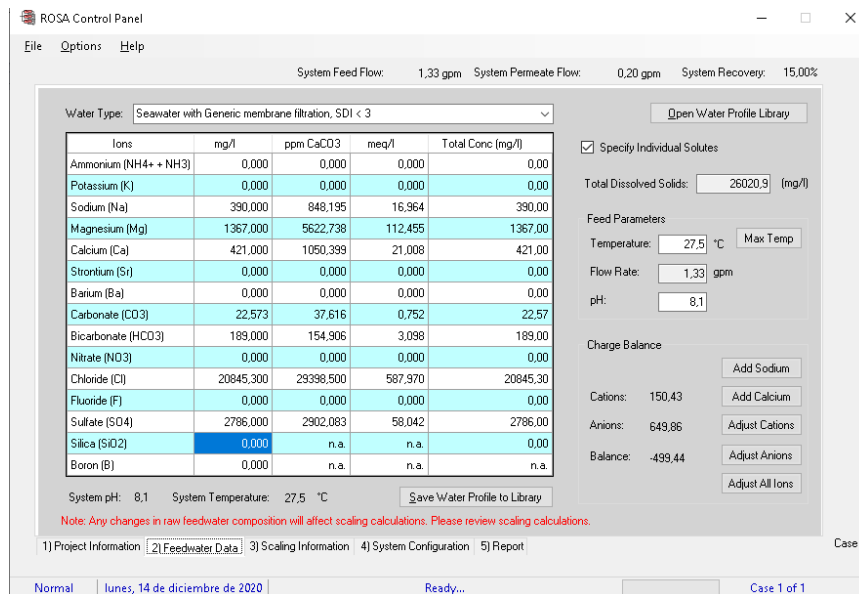 ROSA Control Panel
File Options Help
System Feed Flow: 1,33 gpm System Permeate Flow: 0,20 gpm System Recovery: 15,00%
Water Type: Seawater with Generic membrane filtration, SDI < 3
Open Water Profile Library
Ions mg/l ppm CaCO3 meq/l Total Conc (mg/l)
Ammonium (NH4+ + NH3) 0,000 0,000 0,000 0,00
Potassium (K) 0,000 0,000 0,000 0,00
Sodium (Na) 390,000 848,195 16,964 390,00
Magnesium (Mg) 1367,000 5622,738 112,455 1367,00
Calcium (Ca) 421,000 1050,399 21,008 421,00
Strontium (Sr) 0,000 0,000 0,000 0,00
Barium (Ba) 0,000 0,000 0,000 0,00
Carbonate (CO3) 22,573 37,616 0,752 22,57
Bicarbonate (HCO3) 189,000 154,906 3,098 189,00
Nitrate (NO3) 0,000 0,000 0,000 0,00
Chloride (Cl) 20845,300 29398,500 587,970 20845,30
Fluoride (F) 0,000 0,000 0,000 0,00
Sulfate (SO4) 2786,000 2902,083 58,042 2786,00
Silica (SiO2) 0,000 n.a. n.a. 0,00
Boron (B) 0,000 n.a. n.a. n.a.
Specify Individual Solutes
Total Dissolved Solids: 26020,9 (mg/l)
Feed Parameters
Temperature: 27,5 °C Max Temp
Flow Rate: 1,33 gpm
pH: 8,1
Charge Balance
Add Sodium
Cations: 150,43 Add Calcium
Anions: 649,86 Adjust Cations
Balance: -499,44 Adjust Anions
Adjust All Ions
System pH: 8,1 System Temperature: 27,5 °C Save Water Profile to Library
Note: Any changes in raw feedwater composition will affect scaling calculations. Please review scaling calculations.
1) Project Information 2) Feedwater Data 3) Scaling Information 4) System Configuration 5) Report Case
Normal lunes, 14 de diciembre de 2020 Ready... Case 1 of 1